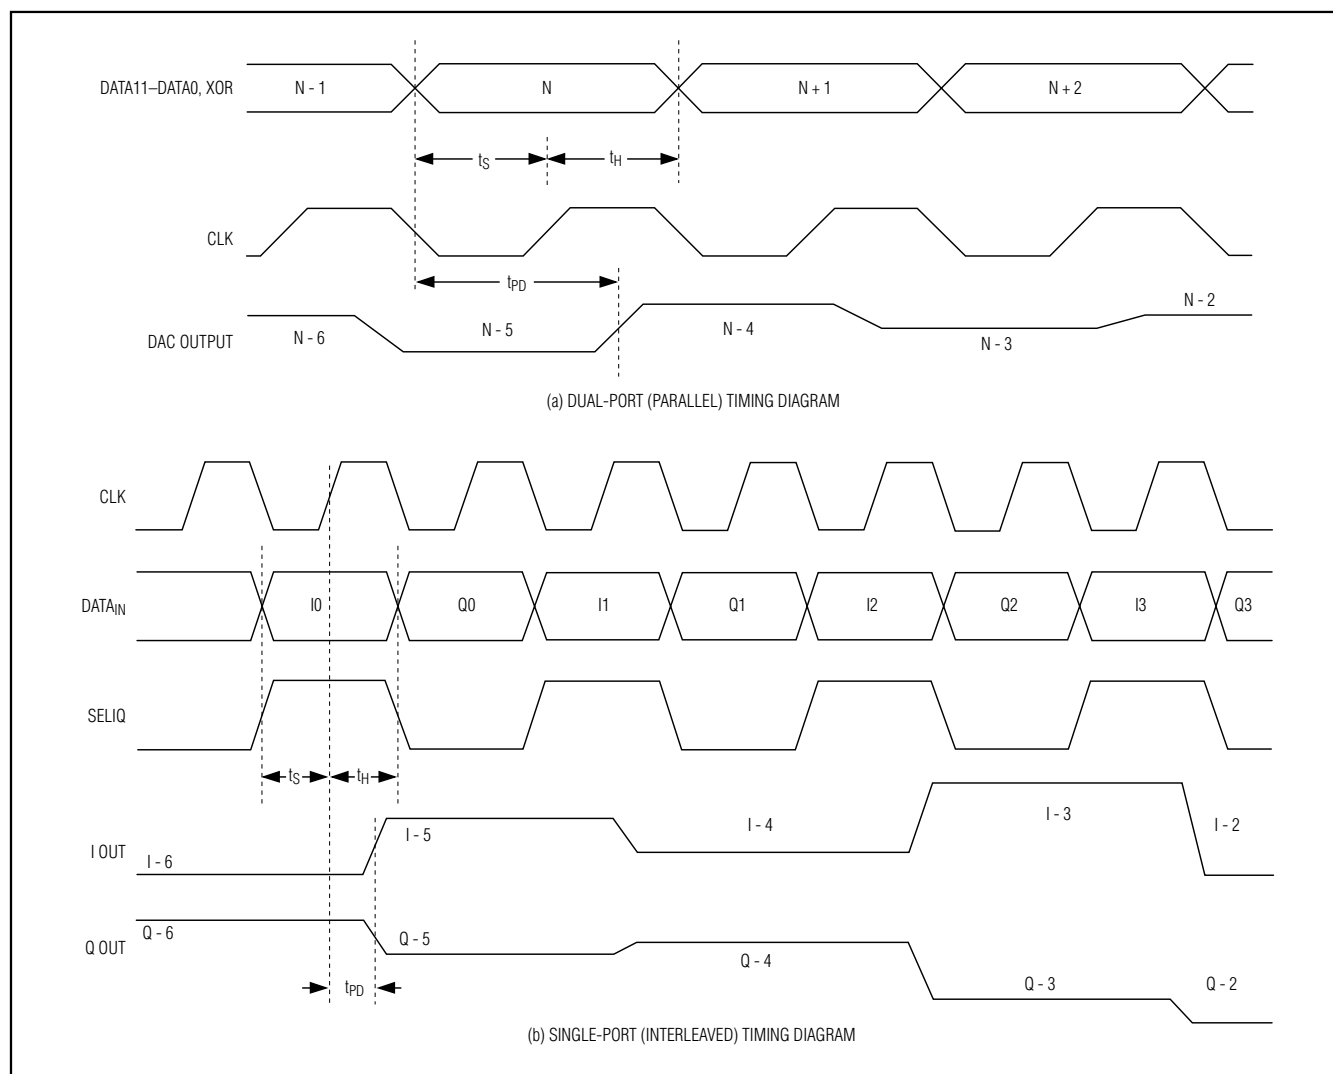 DATA11–DATA0, XOR
N - 1
N
N + 1
N + 2
tS
tH
CLK
tPD
DAC OUTPUT
N - 6
N - 5
N - 4
N - 3
N - 2
(a) DUAL-PORT (PARALLEL) TIMING DIAGRAM
CLK
DATAIN
I0
Q0
I1
Q1
I2
Q2
I3
Q3
SELIQ
tS
tH
I OUT
I - 6
I - 5
I - 4
I - 3
I - 2
Q OUT
Q - 6
Q - 5
Q - 4
Q - 3
Q - 2
tPD
(b) SINGLE-PORT (INTERLEAVED) TIMING DIAGRAM